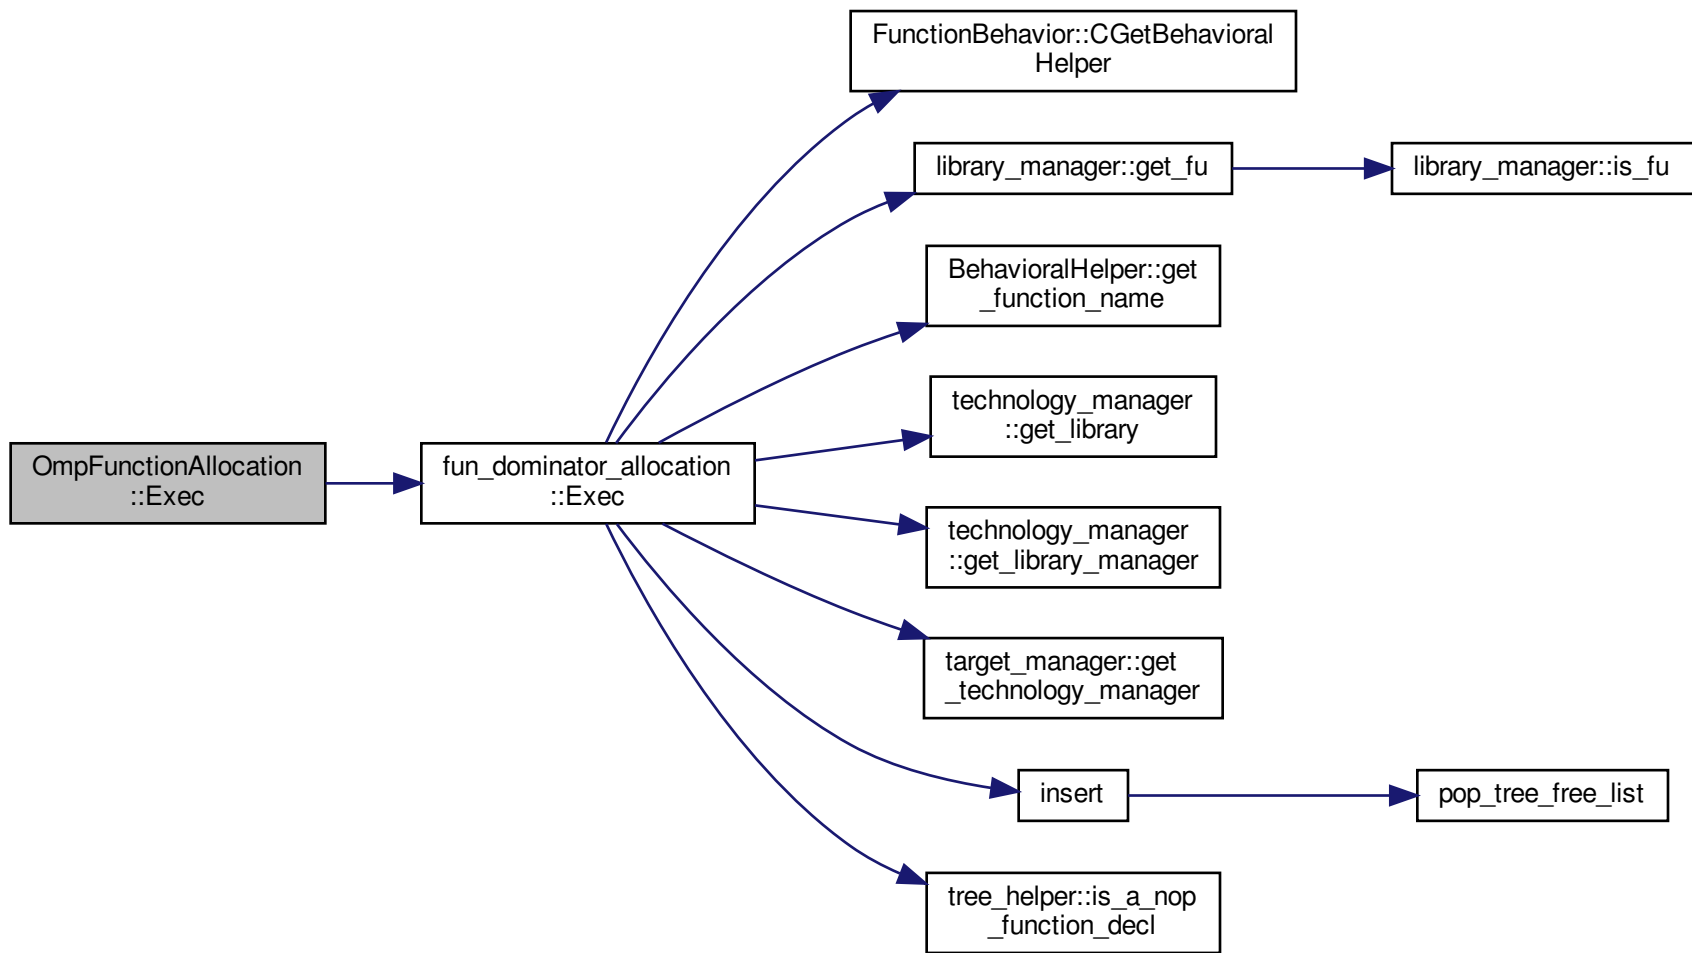 FunctionBehavior::CGetBehavioral
Helper
library_manager::get_fu
library_manager::is_fu
BehavioralHelper::get
_function_name
technology_manager
::get_library
OmpFunctionAllocation
::Exec
fun_dominator_allocation
::Exec
technology_manager
::get_library_manager
target_manager::get
_technology_manager
insert
pop_tree_free_list
tree_helper::is_a_nop
_function_decl